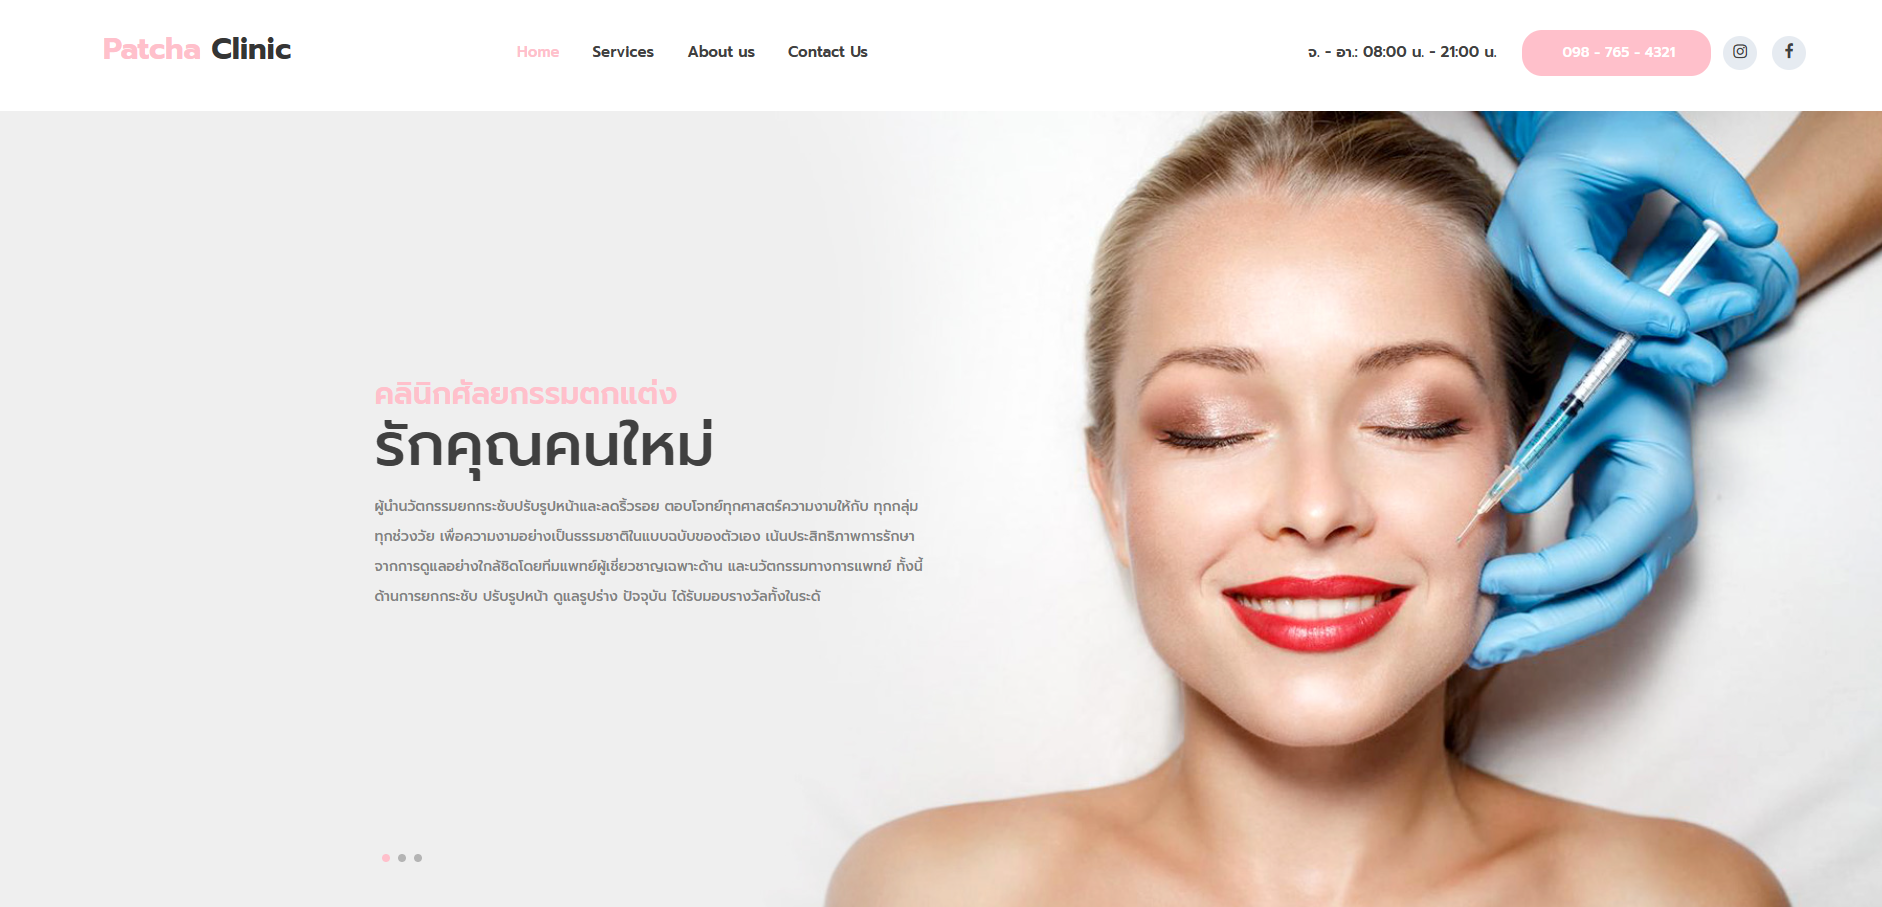 Patcha Clinic
Home Services About us Contact Us
จ. - อา.: 08:00 น. - 21:00 น.
098 - 765 - 4321
คลินิกศัลยกรรมตกแต่ง
รักคุณคนใหม่
ผู้นำนวัตกรรมยกกระชับปรับรูปหน้าและลดริ้วรอย ตอบโจทย์ทุกศาสตร์ความงามให้กับ ทุกกลุ่ม
ทุกช่วงวัย เพื่อความงามอย่างเป็นธรรมชาติในแบบฉบับของตัวเอง เน้นประสิทธิภาพการรักษา
จากการดูแลอย่างใกล้ชิดโดยทีมแพทย์ผู้เชี่ยวชาญเฉพาะด้าน และนวัตกรรมทางการแพทย์ ทั้งนี้
ด้านการยกกระชับ ปรับรูปหน้า ดูแลรูปร่าง ปัจจุบัน ได้รับมอบรางวัลทั้งในระดั